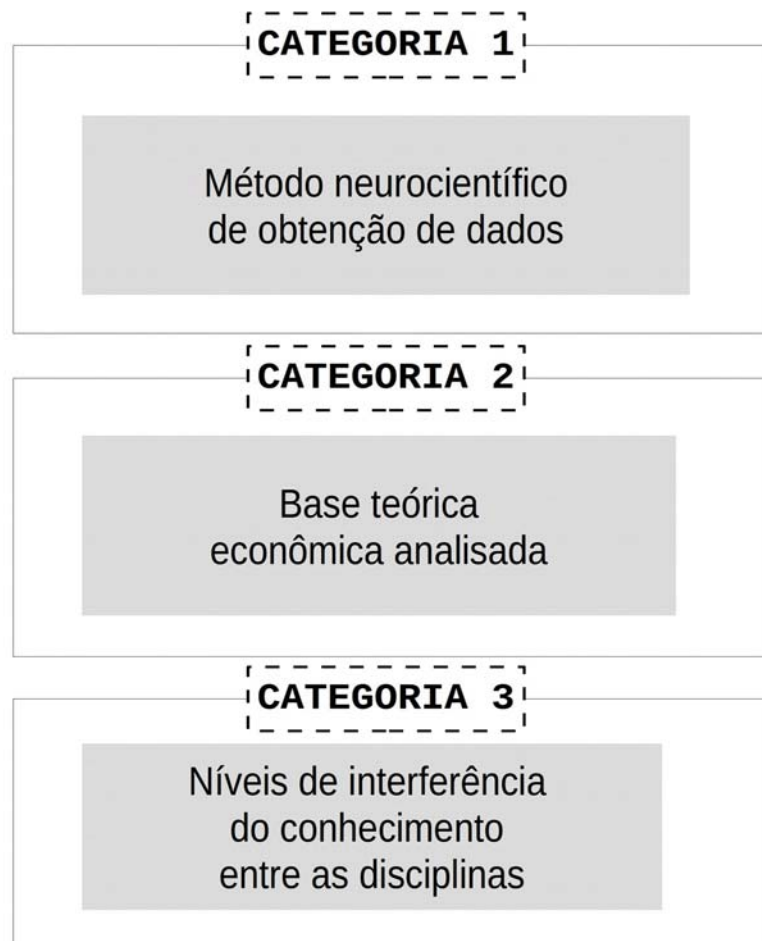 CATEGORIA 1
Método neurocientífico
de obtenção de dados
CATEGORIA 2
Base teórica
econômica analisada
CATEGORIA 3
Níveis de interferência
do conhecimento
entre as disciplinas